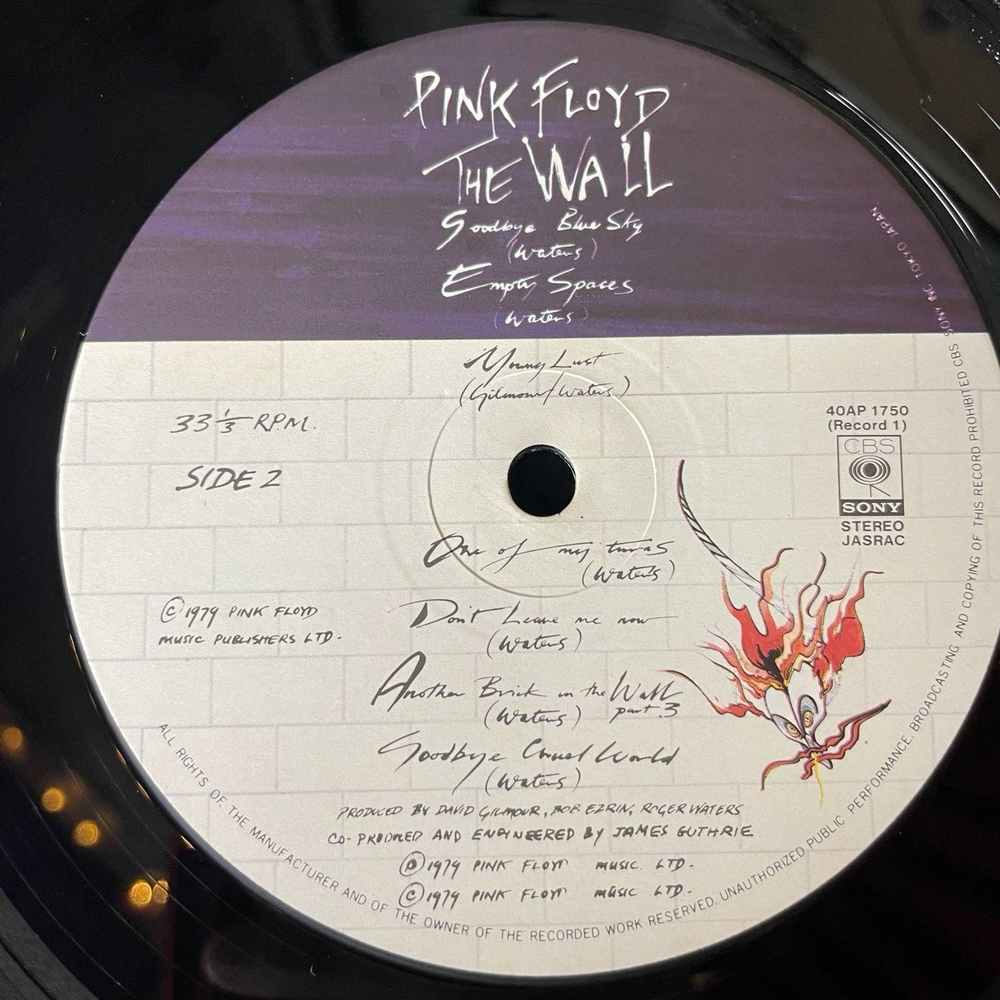 PINK FLOYD
THE WALL
Goodbye Blue Sky
(Waters)
Empty Spaces
(Waters)
Young Lust
(Gilmour/Waters)
33 1/3 RPM.
SIDE 2
40AP 1750
(Record 1)
CBS
SONY
STEREO
JASRAC
One of my turns
(Waters)
Don't Leave me now
(Waters)
Another Brick in the Wall
part.3
(Waters)
Goodbye Cruel World
(Waters)
Ⓒ1979 PINK FLOYD
MUSIC PUBLISHERS LTD.
PRODUCED BY DAVID GILMOUR, BOB EZRIN, ROGER WATERS
CO-PRODUCED AND ENGINEERED BY JAMES GUTHRIE
Ⓟ1979 PINK FLOYD MUSIC LTD.
Ⓒ1979 PINK FLOYD MUSIC LTD.
ALL RIGHTS OF THE MANUFACTURER AND OF THE OWNER OF THE RECORDED WORK RESERVED. UNAUTHORIZED PUBLIC PERFORMANCE. BROADCASTING AND COPYING OF THIS RECORD PROHIBITED CBS SONY INC. TOKYO JAPAN